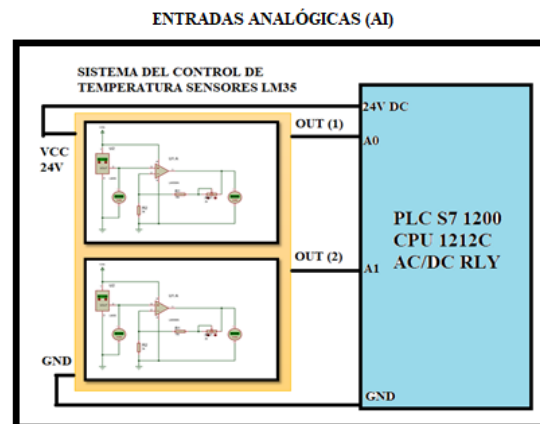 ENTRADAS ANALÓGICAS (AI)
SISTEMA DEL CONTROL DE
TEMPERATURA SENSORES LM35
24V DC
OUT (1)
A0
VCC
24V
PLC S7 1200
CPU 1212C
AC/DC RLY
OUT (2)
A1
GND
GND